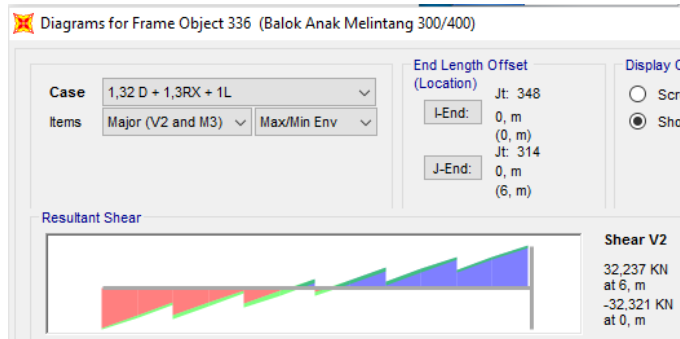 Diagrams for Frame Object 336 (Balok Anak Melintang 300/400)
Case
1,32 D + 1,3RX + 1L
Items
Major (V2 and M3)
Max/Min Env
End Length Offset
(Location)
I-End:
Jt: 348
0, m
(0, m)
J-End:
Jt: 314
0, m
(6, m)
Display
Scr
Sho
Resultant Shear
Shear V2
32,237 KN
at 6, m
-32,321 KN
at 0, m